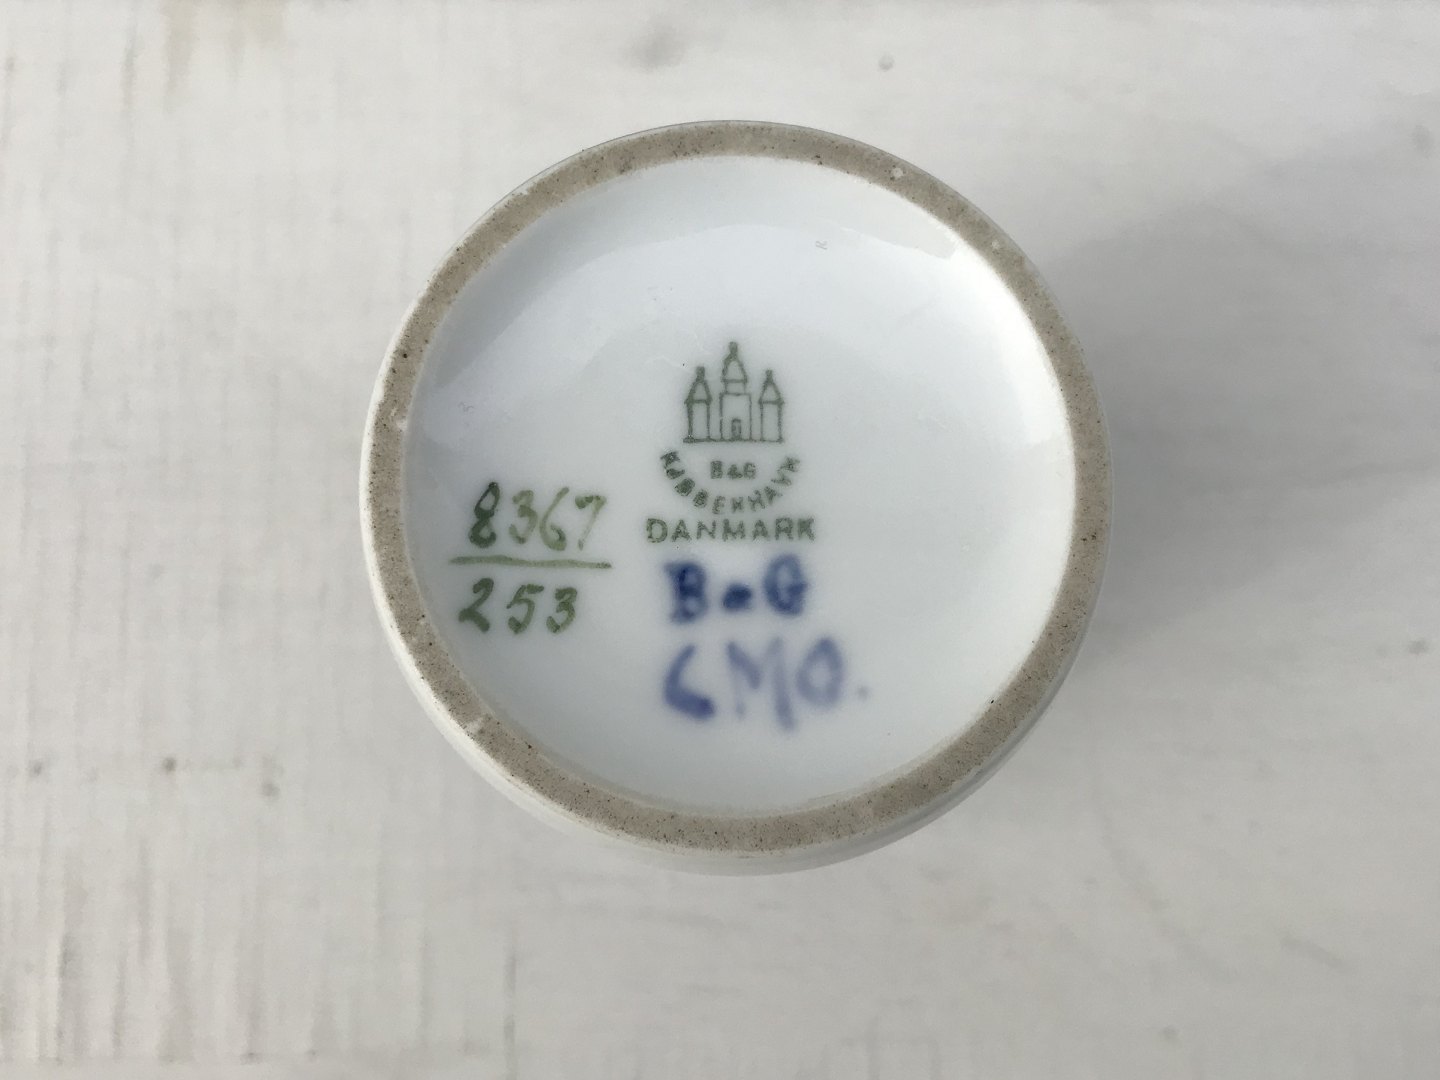 B&G
KJØBENHAVN
DANMARK
8367
253
B&G
CMO.